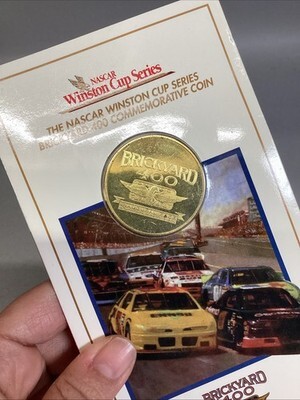 NASCAR
Winston Cup Series
THE NASCAR WINSTON CUP SERIES
BRICKYARD 400 COMMEMORATIVE COIN
BRICKYARD
400
BRICKYARD
400